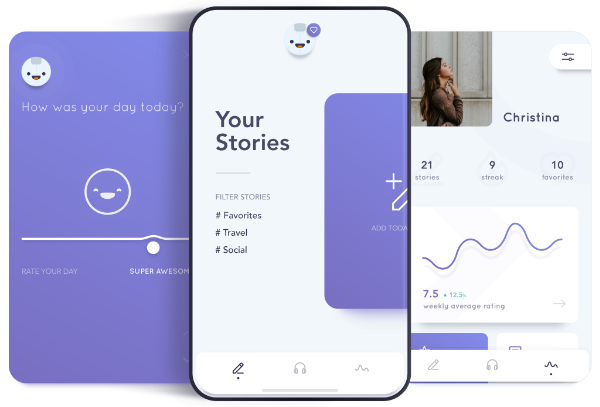 How was your day today?
RATE YOUR DAY
SUPER AWESOM
Your
Stories
FILTER STORIES
# Favorites
# Travel
# Social
ADD TODA
Christina
21
stories
9
streak
10
favorites
7.5
12.5%
weekly average rating